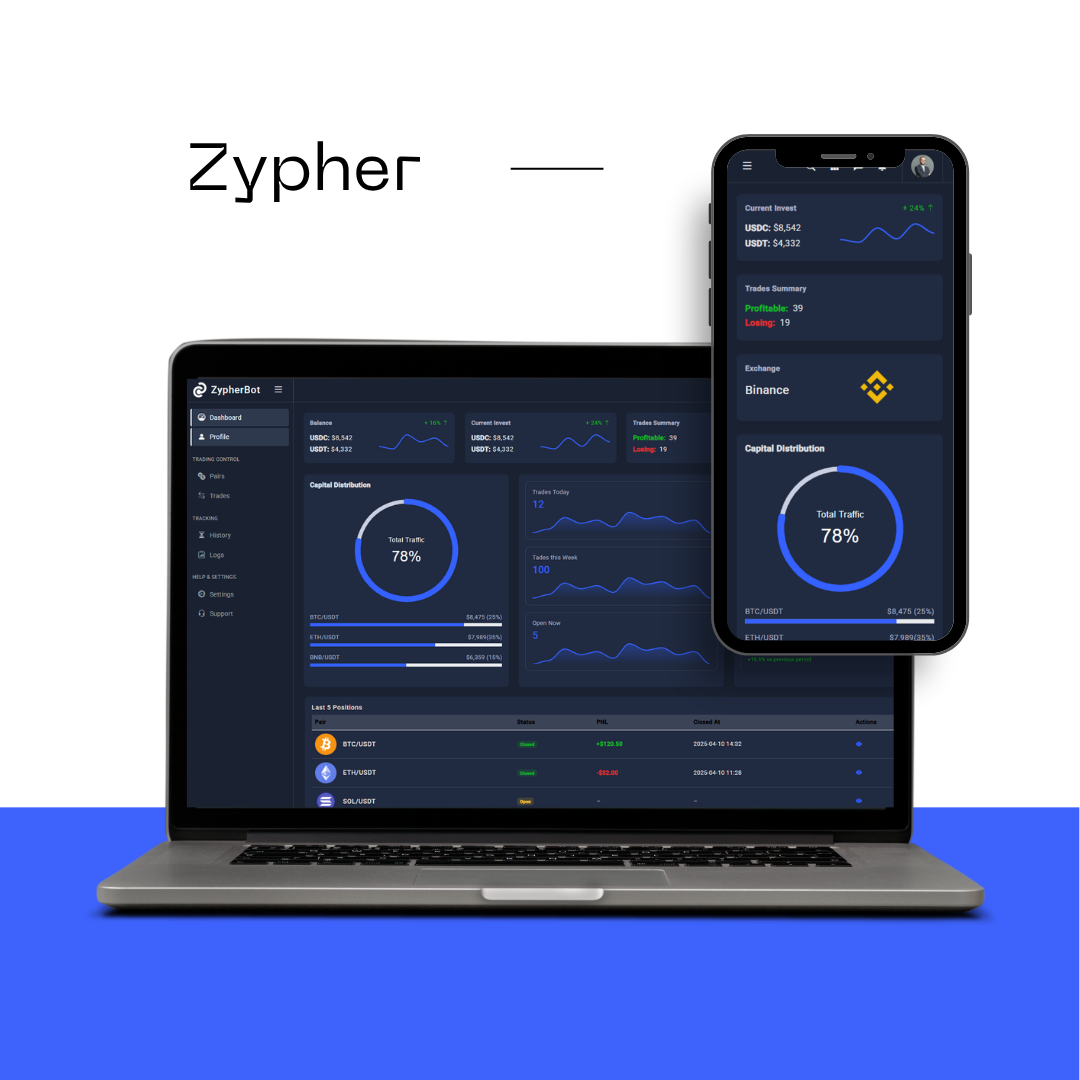 Zypher
Current Invest
+ 24% ↑
USDC: $8,542
USDT: $4,332
Trades Summary
Profitable: 39
Losing: 19
Exchange
Binance
Capital Distribution
Total Traffic
78%
BTC/USDT $8,475 (25%)
ETH/USDT $7,989(35%)
ZypherBot
Dashboard
Profile
TRADING CONTROL
Pairs
Trades
TRACKING
History
Logs
HELP & SETTINGS
Settings
Support
Balance + 16% ↑
USDC: $8,542
USDT: $4,332
Current Invest + 24% ↑
USDC: $8,542
USDT: $4,332
Trades Summary
Profitable: 39
Losing: 19
Capital Distribution
Total Traffic
78%
BTC/USDT $8,475 (25%)
ETH/USDT $7,989(35%)
BNB/USDT $6,359 (15%)
Trades Today
12
Tades this Week
100
Open Now
5
+15.5% vs previous period
Last 5 Positions
Pair Status PNL Closed At Actions
BTC/USDT Closed +$120.50 2025-04-10 14:32
ETH/USDT Closed -$52.00 2025-04-10 11:28
SOL/USDT Open – –